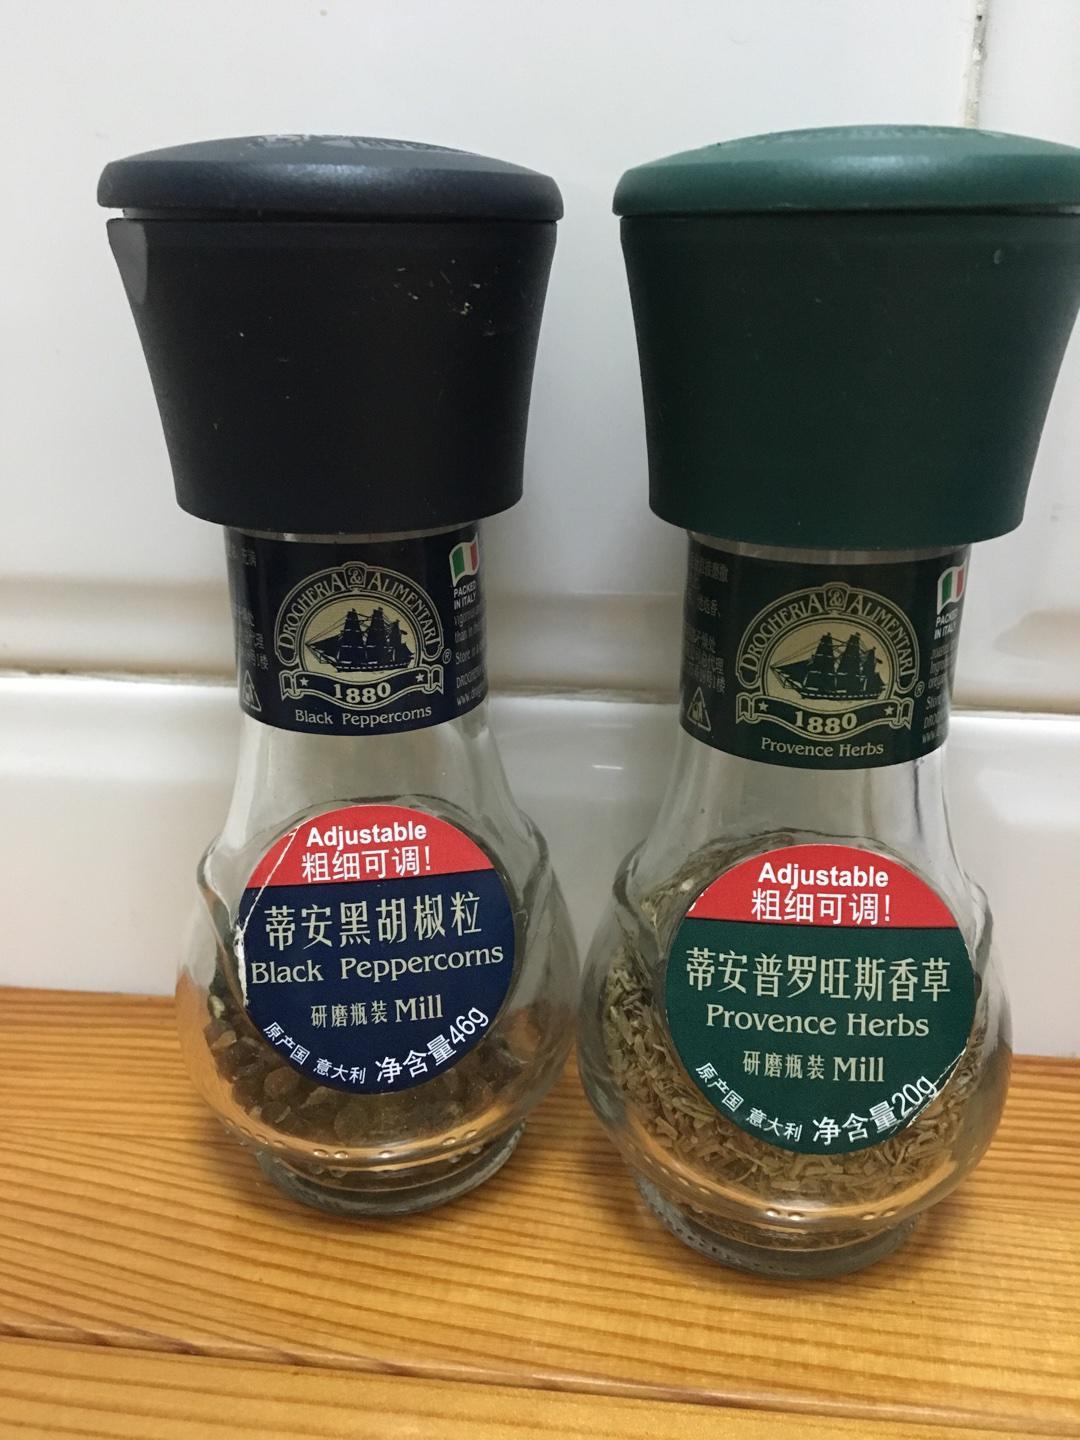 DROGHERIA & ALIMENTARI
®
1880
Black Peppercorns
PACKED
IN ITALY
Adjustable
粗细可调!
蒂安黑胡椒粒
Black Peppercorns
研磨瓶装 Mill
原产国 意大利 净含量46g
DROGHERIA & ALIMENTARI
®
1880
Provence Herbs
PACKED
IN ITALY
Adjustable
粗细可调!
蒂安普罗旺斯香草
Provence Herbs
研磨瓶装 Mill
原产国 意大利 净含量20g